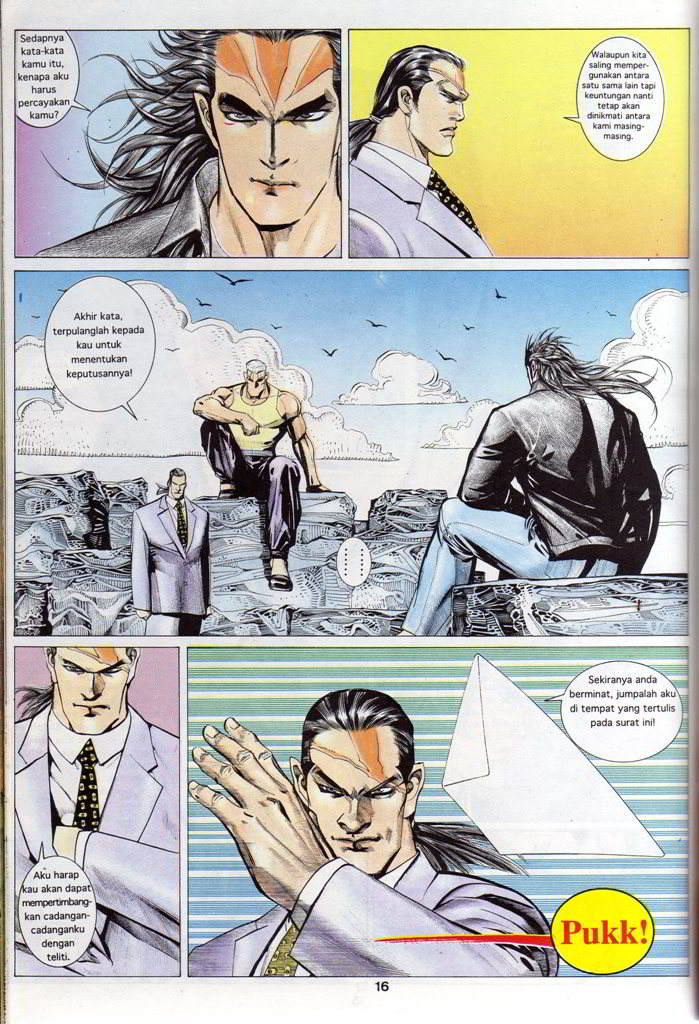 Sedapnya
kata-kata
kamu itu,
kenapa aku
harus
percayakan
kamu?
Walaupun kita
saling memper-
gunakan antara
satu sama lain tapi
keuntungan nanti
tetap akan
dinikmati antara
kami masing-
masing.
Akhir kata,
terpulanglah kepada
kau untuk
menentukan
keputusannya!
......
Aku harap
kau akan dapat
mempertimbang-
kan cadangan-
cadanganku
dengan
teliti.
Sekiranya anda
berminat, jumpalah aku
di tempat yang tertulis
pada surat ini!
Pukk!
16